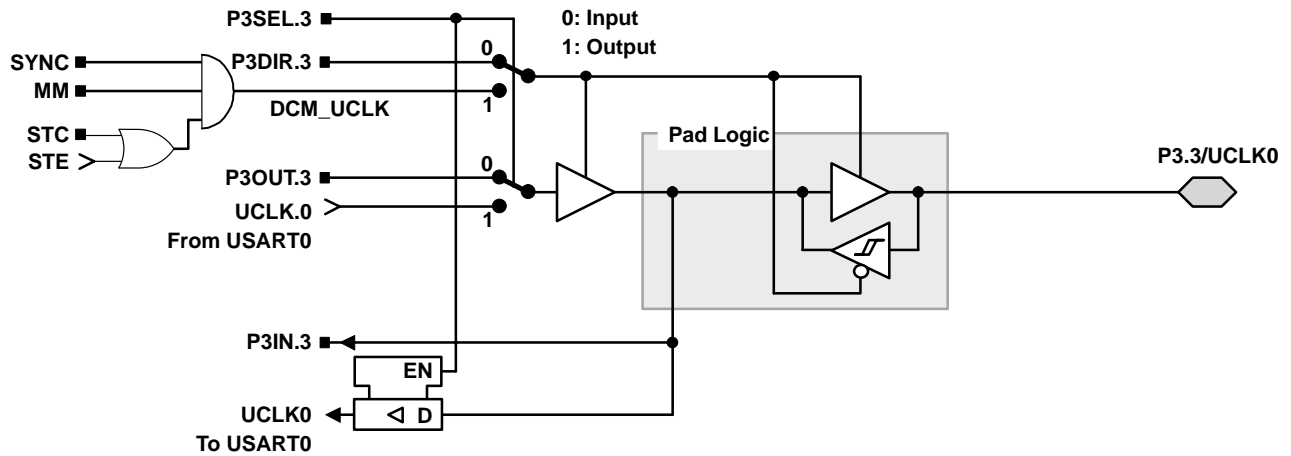 P3SEL.3
0: Input
1: Output
SYNC
P3DIR.3
0
MM
DCM_UCLK
1
STC
STE
Pad Logic
P3.3/UCLK0
P3OUT.3
0
UCLK.0
1
From USART0
P3IN.3
EN
UCLK0
D
To USART0